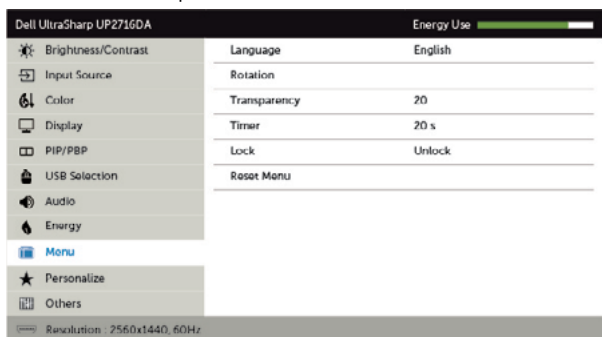 Dell UltraSharp UP2716DA Energy Use
Brightness/Contrast Language English
Input Source Rotation
Color Transparency 20
Display Timer 20 s
PIP/PBP Lock Unlock
USB Selection Reset Menu
Audio
Energy
Menu
Personalize
Others
Resolution : 2560x1440, 60Hz